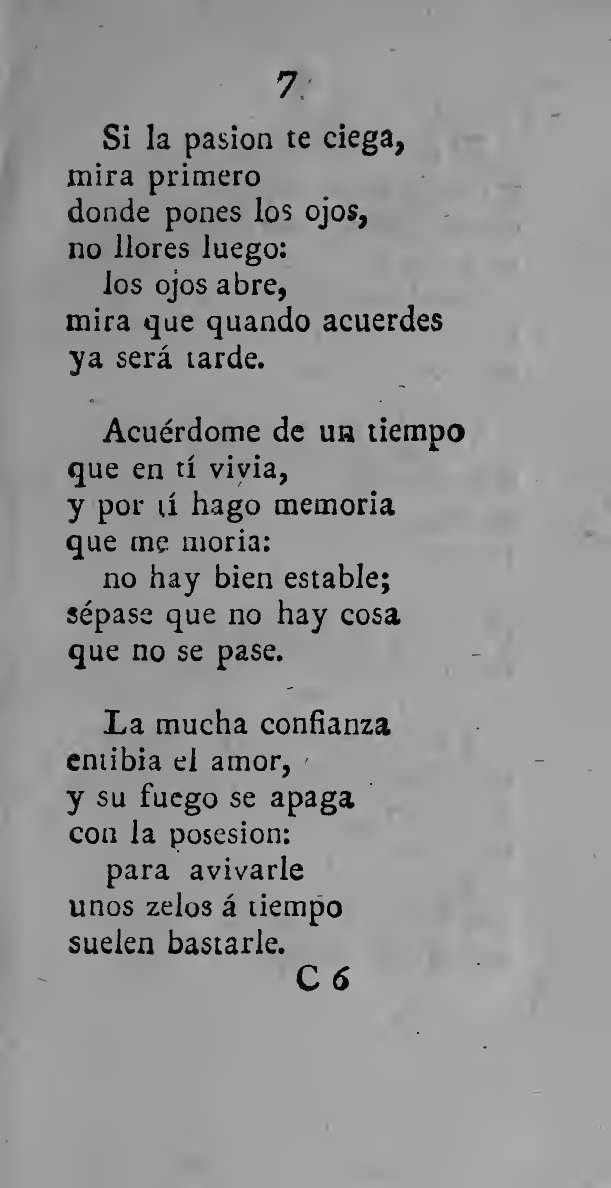 7.
Si la pasion te ciega,
mira primero
donde pones los ojos,
no llores luego:
los ojos abre,
mira que quando acuerdes
ya será tarde.
Acuérdome de un tiempo
que en tí vivia,
y por tí hago memoria
que me moria:
no hay bien estable;
sépase que no hay cosa
que no se pase.
La mucha confianza
entibia el amor,
y su fuego se apaga
con la posesion:
para avivarle
unos zelos á tiempo
suelen bastarle.
C 6